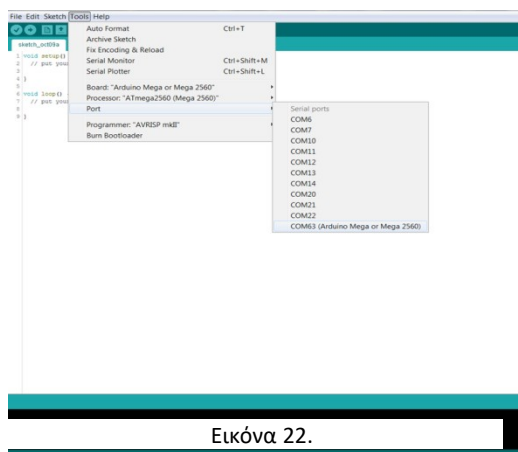 File Edit Sketch Tools Help
sketch_oct09a
1 void setup() 
2 // put your
3
4 }
5
6 void loop()
7 // put your
8
9 }
Auto Format Ctrl+T
Archive Sketch
Fix Encoding & Reload
Serial Monitor Ctrl+Shift+M
Serial Plotter Ctrl+Shift+L
Board: "Arduino Mega or Mega 2560"
Processor: "ATmega2560 (Mega 2560)"
Port
Programmer: "AVRISP mkII"
Burn Bootloader
Serial ports
COM6
COM7
COM10
COM11
COM12
COM13
COM14
COM20
COM21
COM22
COM63 (Arduino Mega or Mega 2560)
Εικόνα 22.